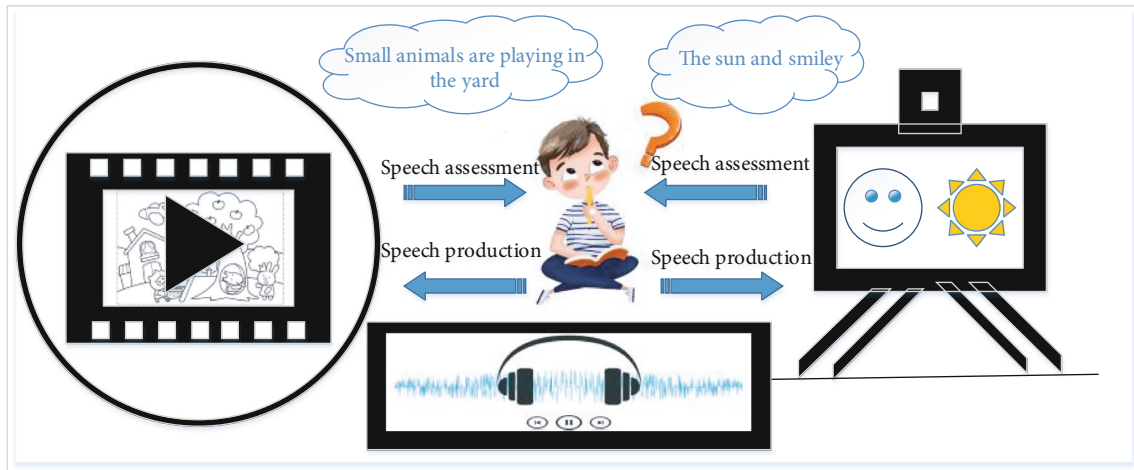 Small animals are playing in
the yard
The sun and smiley
Speech assessment
Speech assessment
Speech production
Speech production